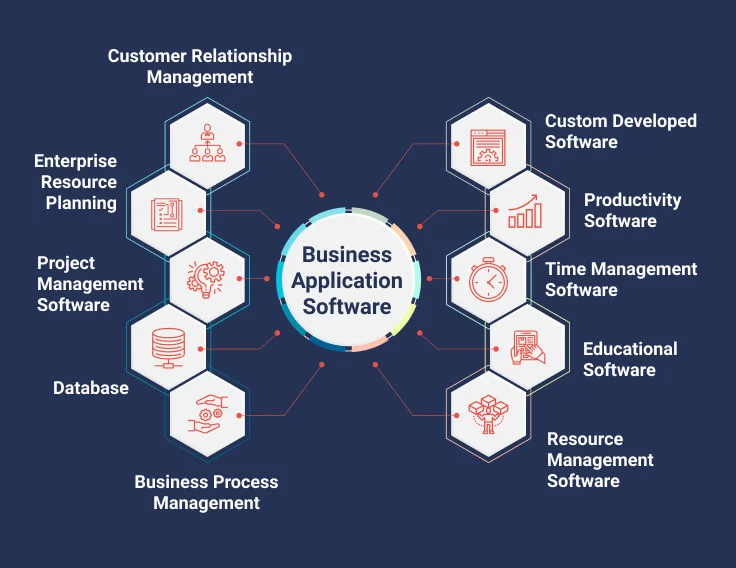 Customer Relationship
Management
Enterprise
Resource
Planning
Project
Management
Software
Database
Business Process
Management
Business
Application
Software
Custom Developed
Software
Productivity
Software
Time Management
Software
Educational
Software
Resource
Management
Software